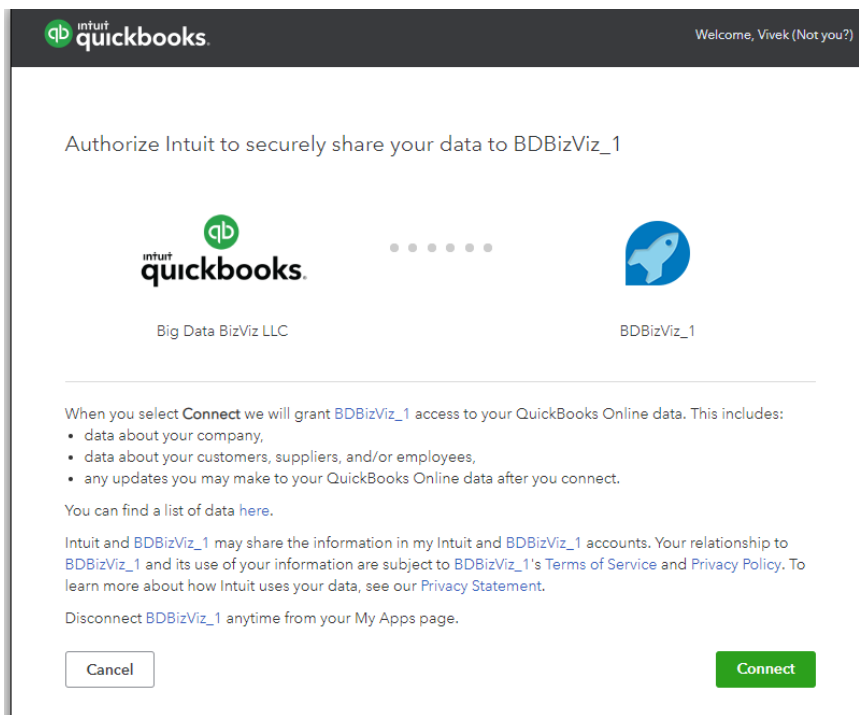 intuit
quickbooks.
Welcome, Vivek (Not you?)
Authorize Intuit to securely share your data to BDBizViz_1
intuit
quickbooks.
Big Data BizViz LLC
BDBizViz_1
When you select Connect we will grant BDBizViz_1 access to your QuickBooks Online data. This includes:
• data about your company,
• data about your customers, suppliers, and/or employees,
• any updates you may make to your QuickBooks Online data after you connect.
You can find a list of data here.
Intuit and BDBizViz_1 may share the information in my Intuit and BDBizViz_1 accounts. Your relationship to
BDBizViz_1 and its use of your information are subject to BDBizViz_1's Terms of Service and Privacy Policy. To
learn more about how Intuit uses your data, see our Privacy Statement.
Disconnect BDBizViz_1 anytime from your My Apps page.
Cancel
Connect